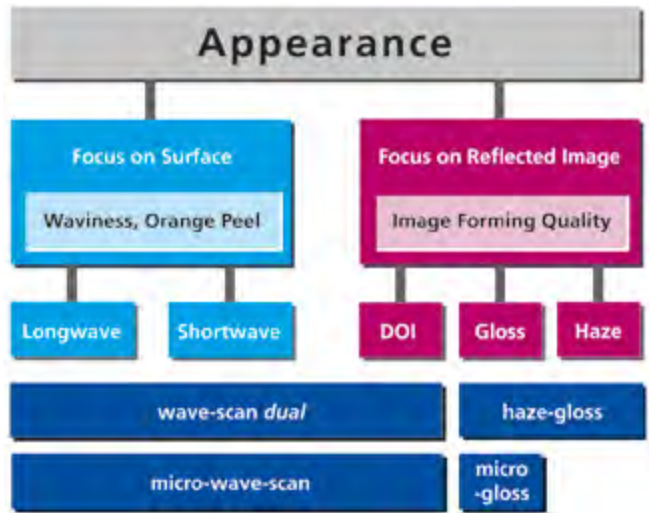 Appearance
Focus on Surface
Waviness, Orange Peel
Focus on Reflected Image
Image Forming Quality
Longwave
Shortwave
DOI
Gloss
Haze
wave-scan dual
haze-gloss
micro-wave-scan
micro
-gloss